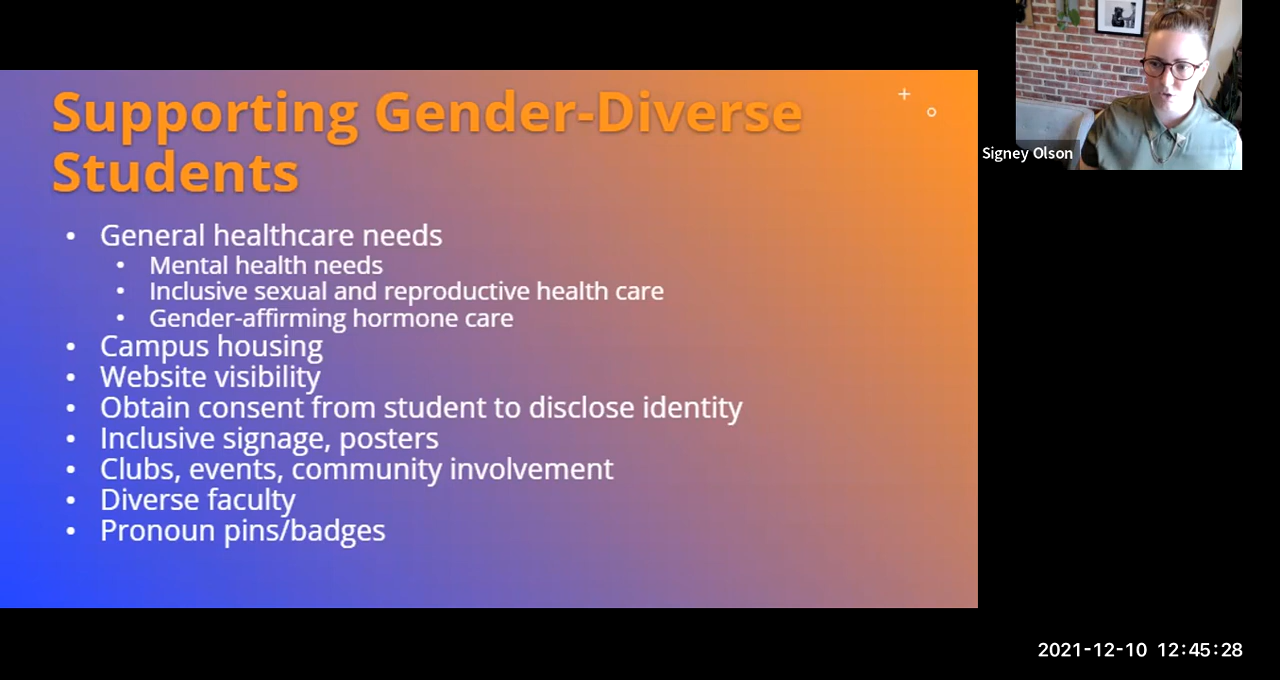 Supporting Gender-Diverse
Students
• General healthcare needs
• Mental health needs
• Inclusive sexual and reproductive health care
• Gender-affirming hormone care
• Campus housing
• Website visibility
• Obtain consent from student to disclose identity
• Inclusive signage, posters
• Clubs, events, community involvement
• Diverse faculty
• Pronoun pins/badges
Signey Olson
2021-12-10 12:45:28